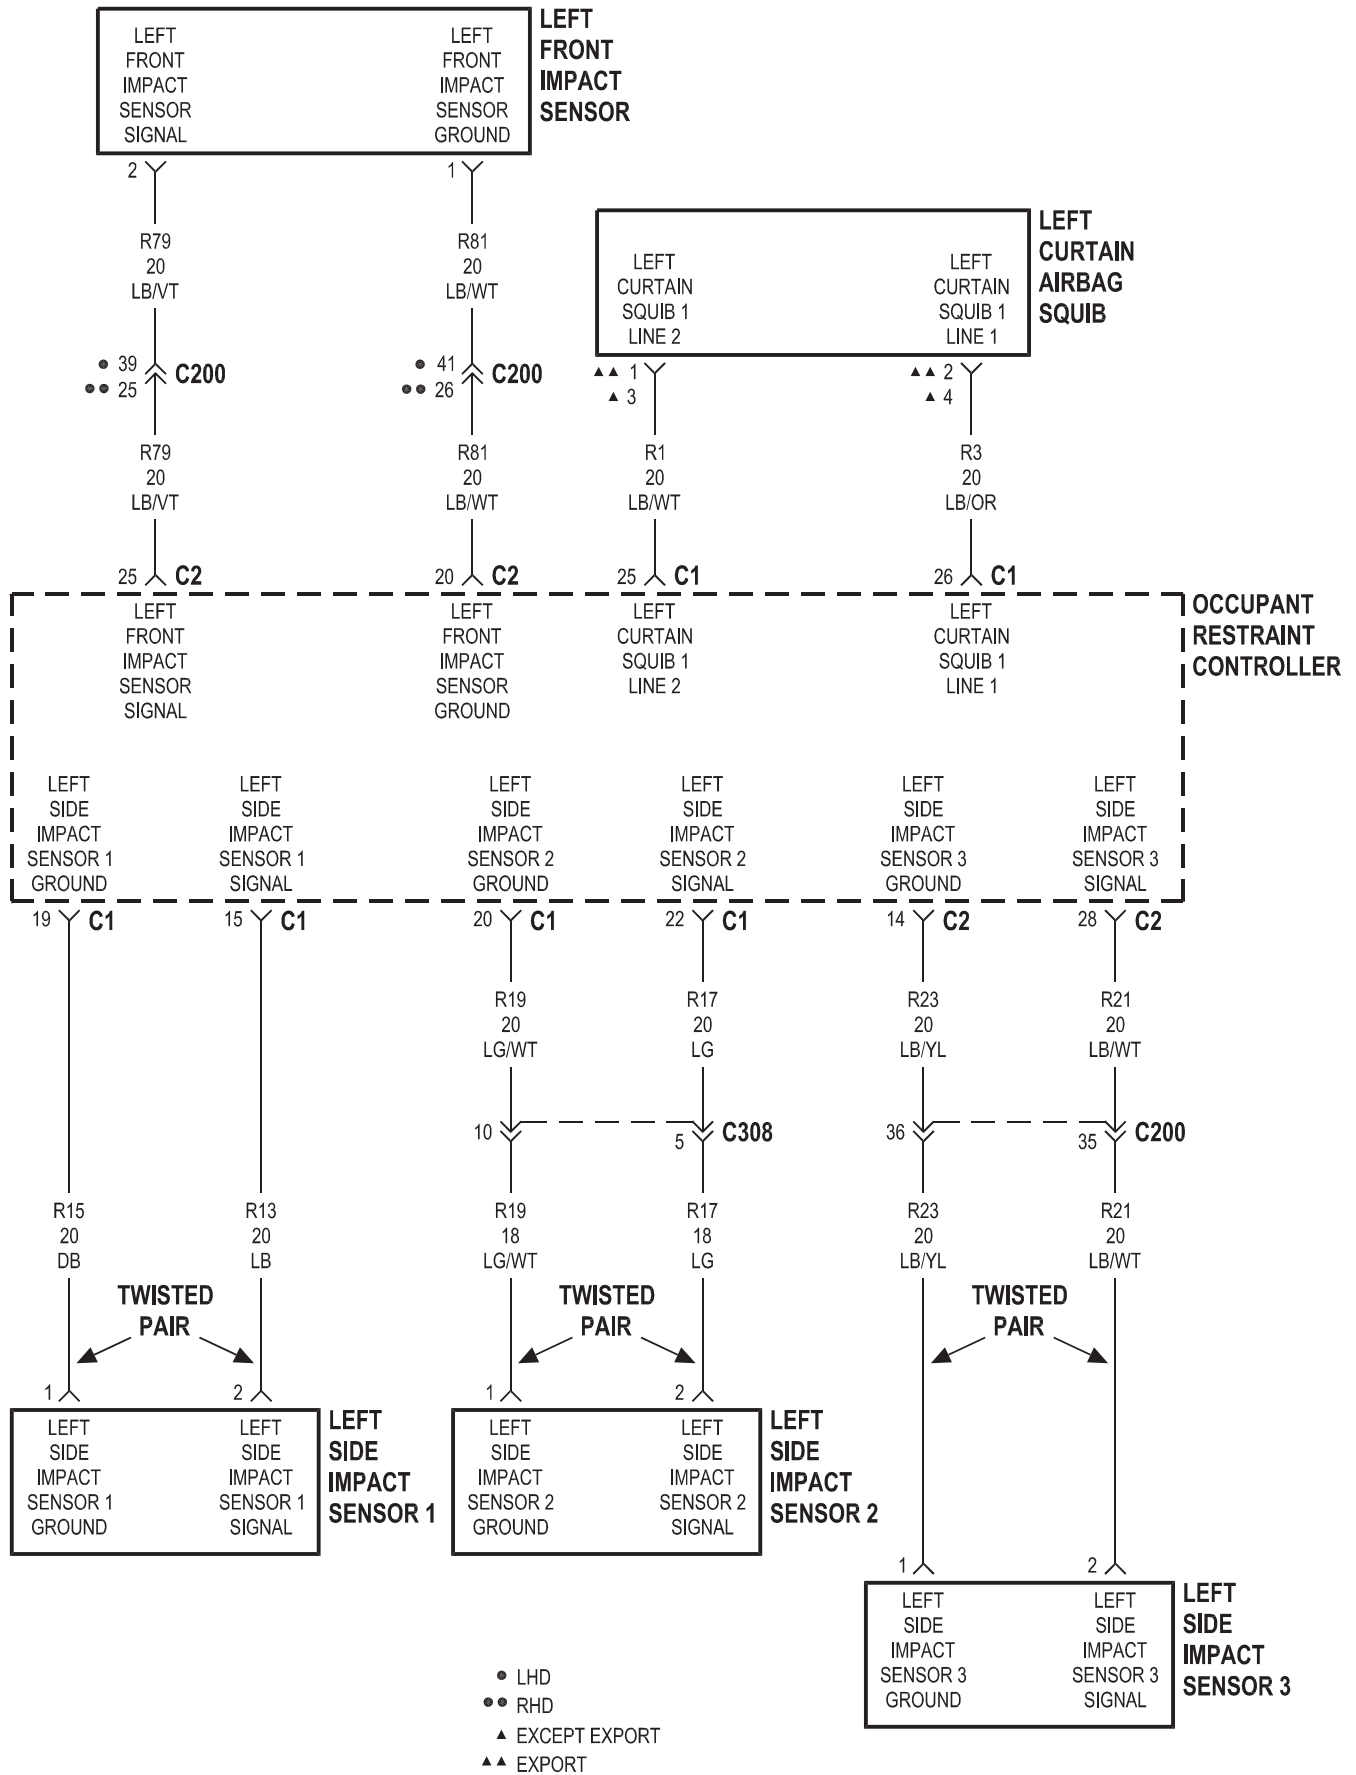 LEFT
FRONT
IMPACT
SENSOR
SIGNAL
LEFT
FRONT
IMPACT
SENSOR
GROUND
LEFT
FRONT
IMPACT
SENSOR
2
1
R79
20
LB/VT
R81
20
LB/WT
LEFT
CURTAIN
SQUIB 1
LINE 2
LEFT
CURTAIN
SQUIB 1
LINE 1
LEFT
CURTAIN
AIRBAG
SQUIB
● 39
●● 25
C200
● 41
●● 26
C200
▲▲ 1
▲ 3
▲▲ 2
▲ 4
R79
20
LB/VT
R81
20
LB/WT
R1
20
LB/WT
R3
20
LB/OR
25 C2
20 C2
25 C1
26 C1
LEFT
FRONT
IMPACT
SENSOR
SIGNAL
LEFT
FRONT
IMPACT
SENSOR
GROUND
LEFT
CURTAIN
SQUIB 1
LINE 2
LEFT
CURTAIN
SQUIB 1
LINE 1
OCCUPANT
RESTRAINT
CONTROLLER
LEFT
SIDE
IMPACT
SENSOR 1
GROUND
LEFT
SIDE
IMPACT
SENSOR 1
SIGNAL
LEFT
SIDE
IMPACT
SENSOR 2
GROUND
LEFT
SIDE
IMPACT
SENSOR 2
SIGNAL
LEFT
SIDE
IMPACT
SENSOR 3
GROUND
LEFT
SIDE
IMPACT
SENSOR 3
SIGNAL
19 C1
15 C1
20 C1
22 C1
14 C2
28 C2
R19
20
LG/WT
R17
20
LG
R23
20
LB/YL
R21
20
LB/WT
10
5
C308
36
35
C200
R15
20
DB
R13
20
LB
R19
18
LG/WT
R17
18
LG
R23
20
LB/YL
R21
20
LB/WT
TWISTED
PAIR
TWISTED
PAIR
TWISTED
PAIR
1
2
1
2
LEFT
SIDE
IMPACT
SENSOR 1
GROUND
LEFT
SIDE
IMPACT
SENSOR 1
SIGNAL
LEFT
SIDE
IMPACT
SENSOR 1
LEFT
SIDE
IMPACT
SENSOR 2
GROUND
LEFT
SIDE
IMPACT
SENSOR 2
SIGNAL
LEFT
SIDE
IMPACT
SENSOR 2
1
2
LEFT
SIDE
IMPACT
SENSOR 3
GROUND
LEFT
SIDE
IMPACT
SENSOR 3
SIGNAL
LEFT
SIDE
IMPACT
SENSOR 3
● LHD
●● RHD
▲ EXCEPT EXPORT
▲▲ EXPORT